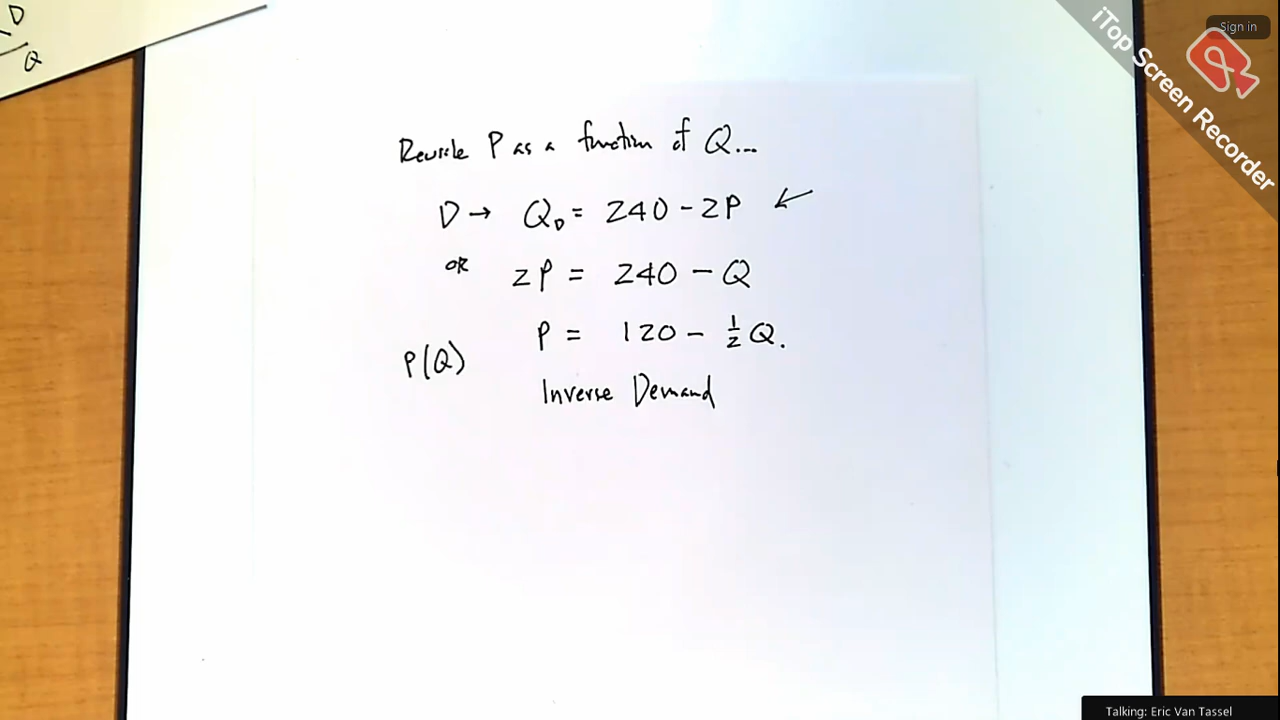 D
Q
Sign in
iTop Screen Recorder
Rewrite P as a function of Q...
D → Q_D = 240 - 2P ↙
or 2P = 240 - Q
P = 120 - 1/2 Q.
P(Q)
Inverse Demand
Talking: Eric Van Tassel